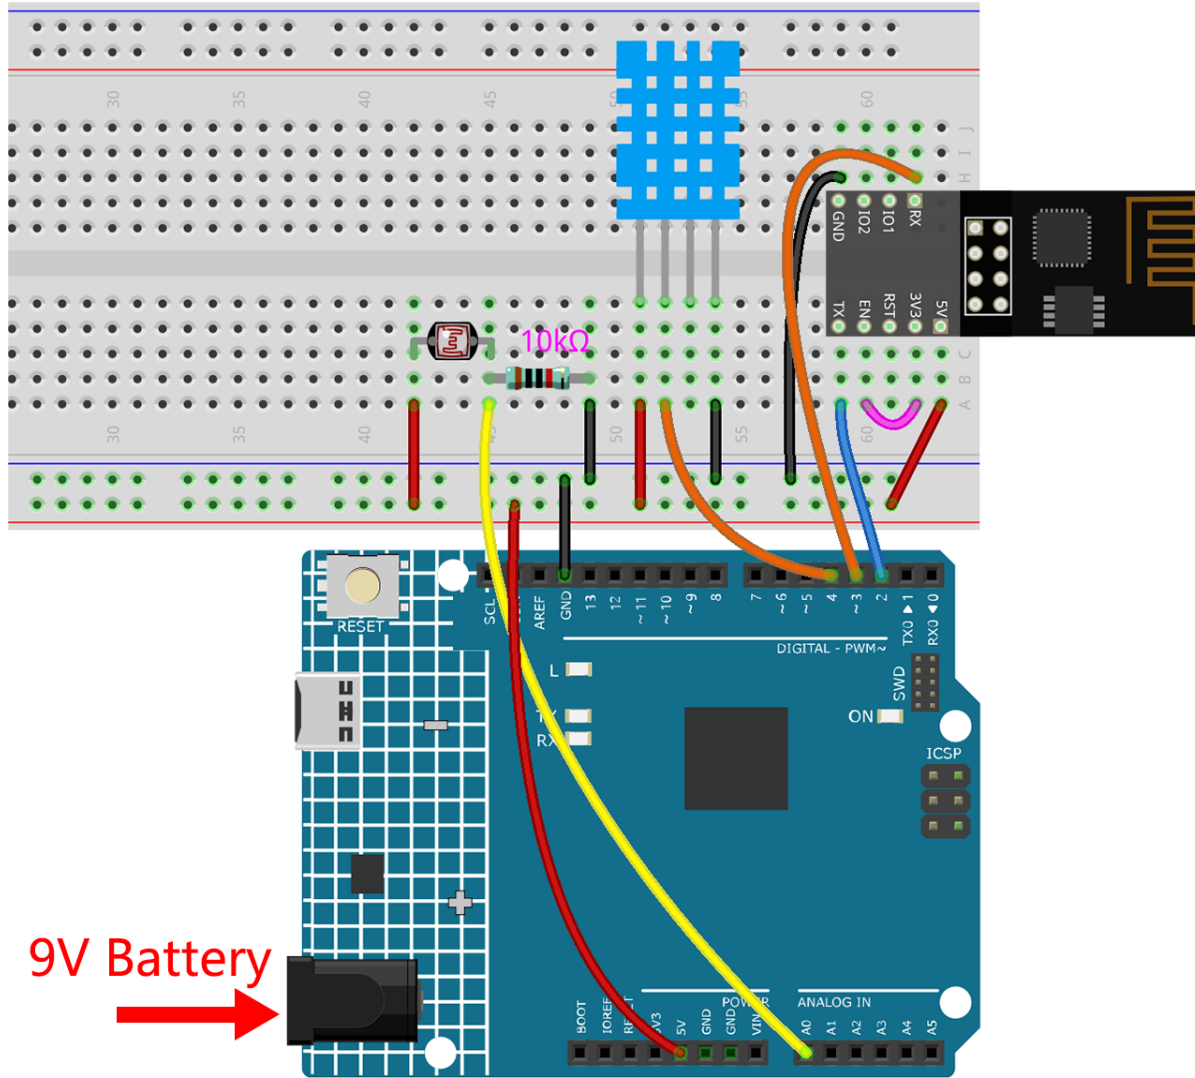 30 35 40 45 50 55 60
J
I
H
GND IO2 IO1 RX
TX EN RST 3V3 5V
10kΩ
C
B
A
30 35 40 45 50 55 60
RESET
SCL AREF GND 13 12 ~11 ~10 ~9 8
7 ~6 ~5 4 ~3 2 TX0▶1 RX0◀0
DIGITAL - PWM~
L
TX
RX
SWD
ON
ICSP
9V Battery
POWER
ANALOG IN
BOOT IOREF RESET 3V3 5V GND GND VIN
A0 A1 A2 A3 A4 A5